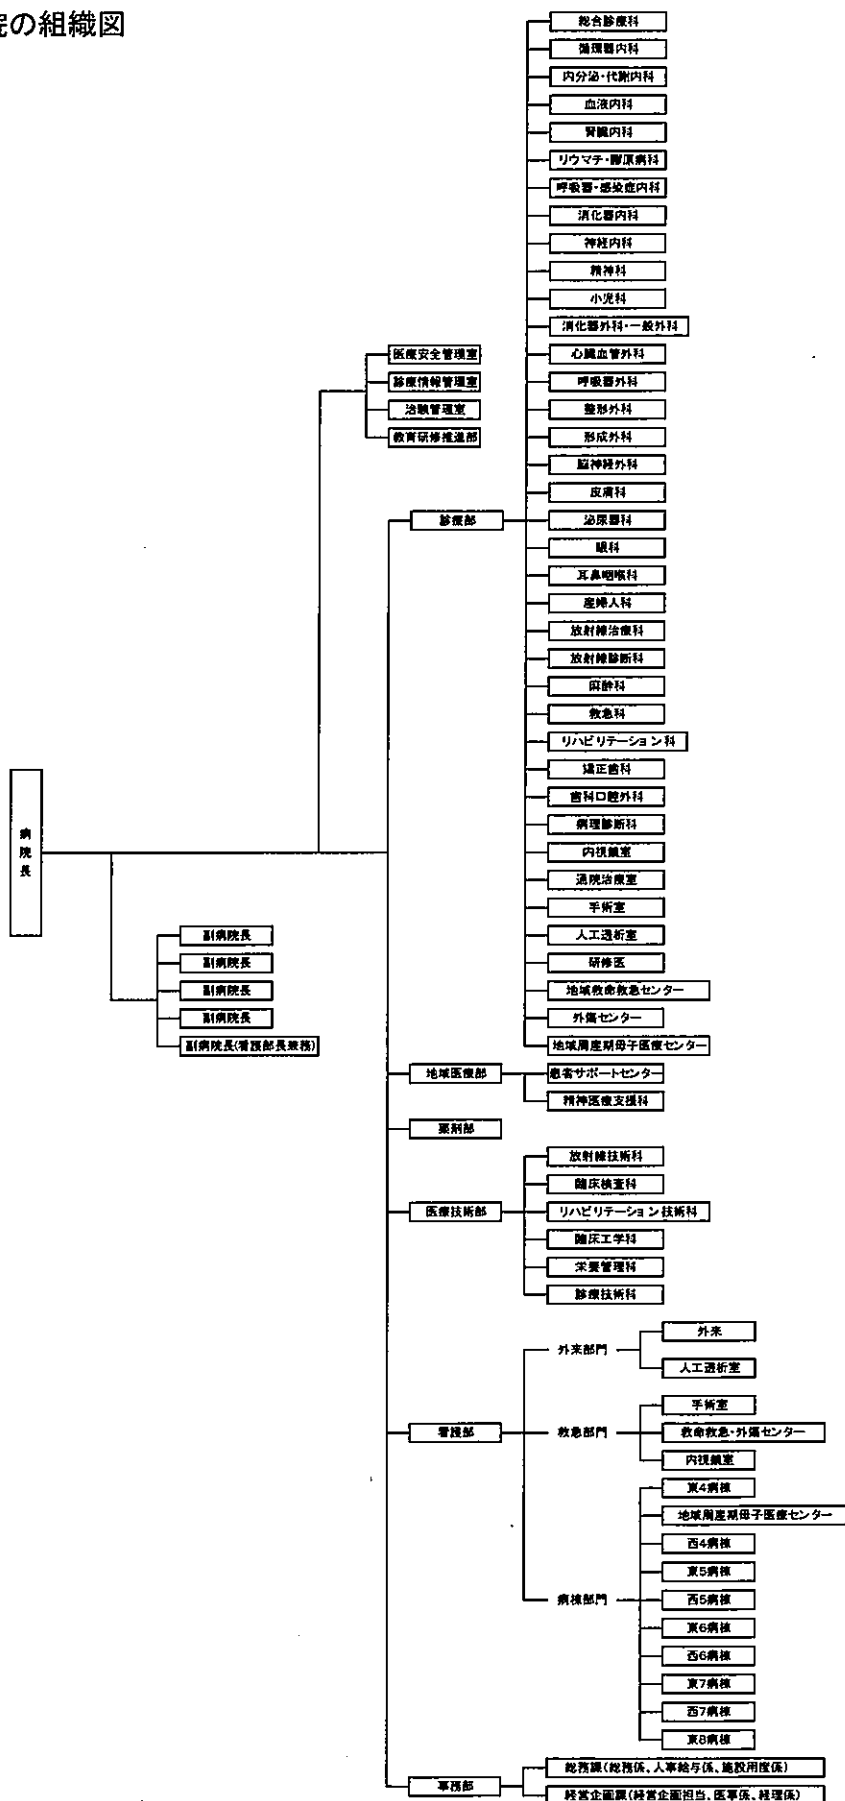 院の組織図
総合診療科
循環器内科
内分泌・代謝内科
血液内科
腎臓内科
リウマチ・膠原病科
呼吸器・感染症内科
消化器内科
神経内科
精神科
小児科
消化器外科・一般外科
心臓血管外科
呼吸器外科
整形外科
形成外科
脳神経外科
皮膚科
泌尿器科
眼科
耳鼻咽喉科
産婦人科
放射線治療科
放射線診断科
麻酔科
救急科
リハビリテーション科
矯正歯科
歯科口腔外科
病理診断科
内視鏡室
通院治療室
手術室
人工透析室
研修医
地域救命救急センター
外傷センター
地域周産期母子医療センター
医療安全管理室
診療情報管理室
治験管理室
教育研修推進部
診療部
病院長
副病院長
副病院長
副病院長
副病院長
副病院長(看護部長兼務)
地域医療部
患者サポートセンター
精神医療支援科
薬剤部
医療技術部
放射線技術科
臨床検査科
リハビリテーション技術科
臨床工学科
栄養管理科
診療技術科
看護部
外来部門
外来
人工透析室
救急部門
手術室
救命救急・外傷センター
内視鏡室
病棟部門
東4病棟
地域周産期母子医療センター
西4病棟
東5病棟
西5病棟
東6病棟
西6病棟
東7病棟
西7病棟
東8病棟
事務部
総務課(総務係、人事給与係、施設用度係)
経営企画課(経営企画担当、医事係、経理係)